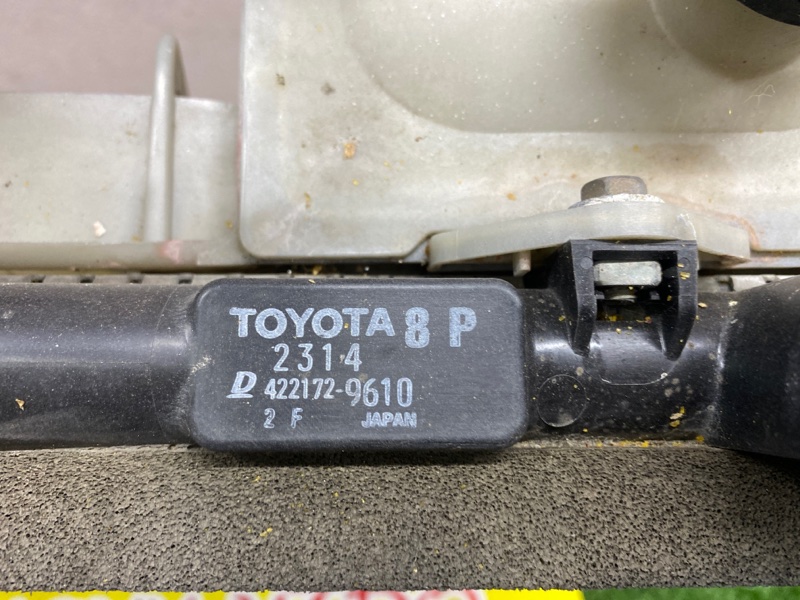 TOYOTA 8 P
2314
D 422172-9610
2 F JAPAN